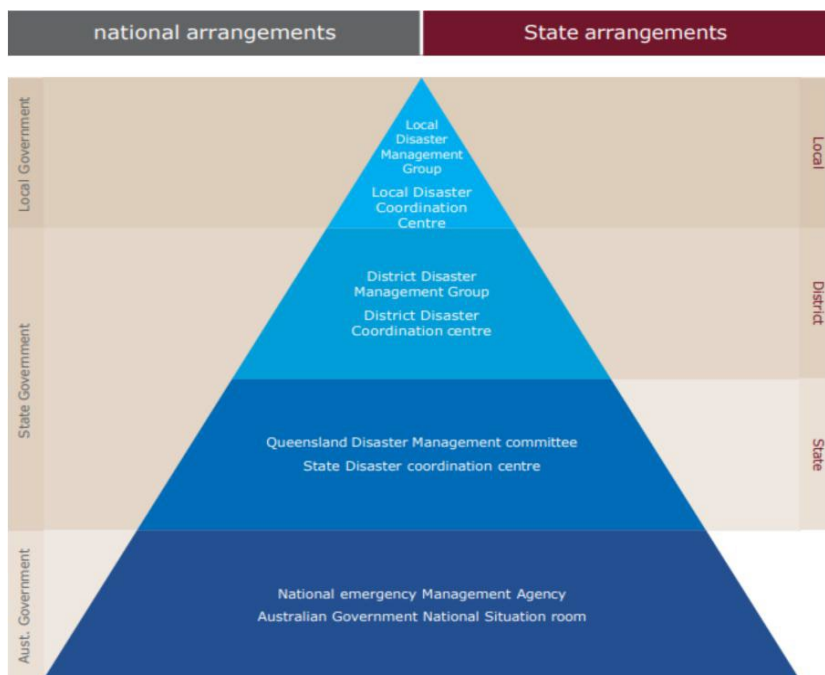 national arrangements
State arrangements
Local Government
Local
Disaster
Management
Group
Local Disaster
Coordination
Centre
Local
State Government
District Disaster
Management Group
District Disaster
Coordination centre
District
Queensland Disaster Management committee
State Disaster coordination centre
State
Aust. Government
National emergency Management Agency
Australian Government National Situation room